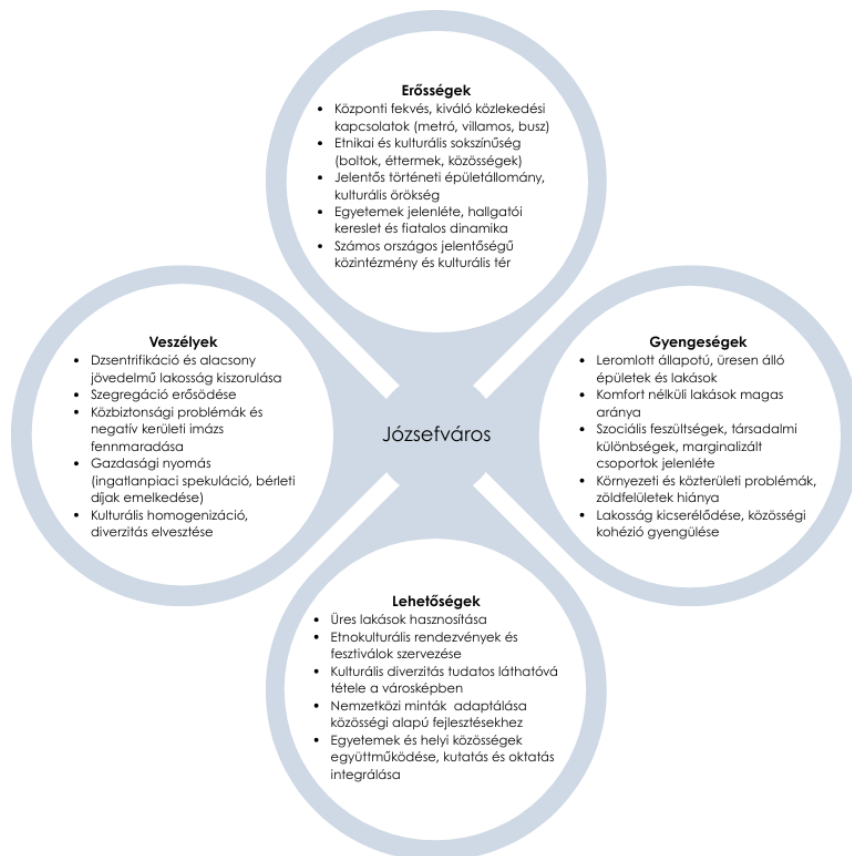 Erősségek
• Központi fekvés, kiváló közlekedési
kapcsolatok (metró, villamos, busz)
• Etnikai és kulturális sokszínűség
(boltok, éttermek, közösségek)
• Jelentős történeti épületállomány,
kulturális örökség
• Egyetemek jelenléte, hallgatói
kereslet és fiatalos dinamika
• Számos országos jelentőségű
közintézmény és kulturális tér
Veszélyek
• Dzsentrifikáció és alacsony
jövedelmű lakosság kiszorulása
• Szegregáció erősödése
• Közbiztonsági problémák és
negatív kerületi imázs
fennmaradása
• Gazdasági nyomás
(ingatlanpiaci spekuláció, bérleti
díjak emelkedése)
• Kulturális homogenizáció,
diverzitás elvesztése
Józsefváros
Gyengeségek
• Leromlott állapotú, üresen álló
épületek és lakások
• Komfort nélküli lakások magas
aránya
• Szociális feszültségek, társadalmi
különbségek, marginalizált
csoportok jelenléte
• Környezeti és közterületi problémák,
zöldfelületek hiánya
• Lakosság kicserélődése, közösségi
kohézió gyengülése
Lehetőségek
• Üres lakások hasznosítása
• Etnokulturális rendezvények és
fesztiválok szervezése
• Kulturális diverzitás tudatos láthatóvá
tétele a városképben
• Nemzetközi minták adaptálása
közösségi alapú fejlesztésekhez
• Egyetemek és helyi közösségek
együttműködése, kutatás és oktatás
integrálása